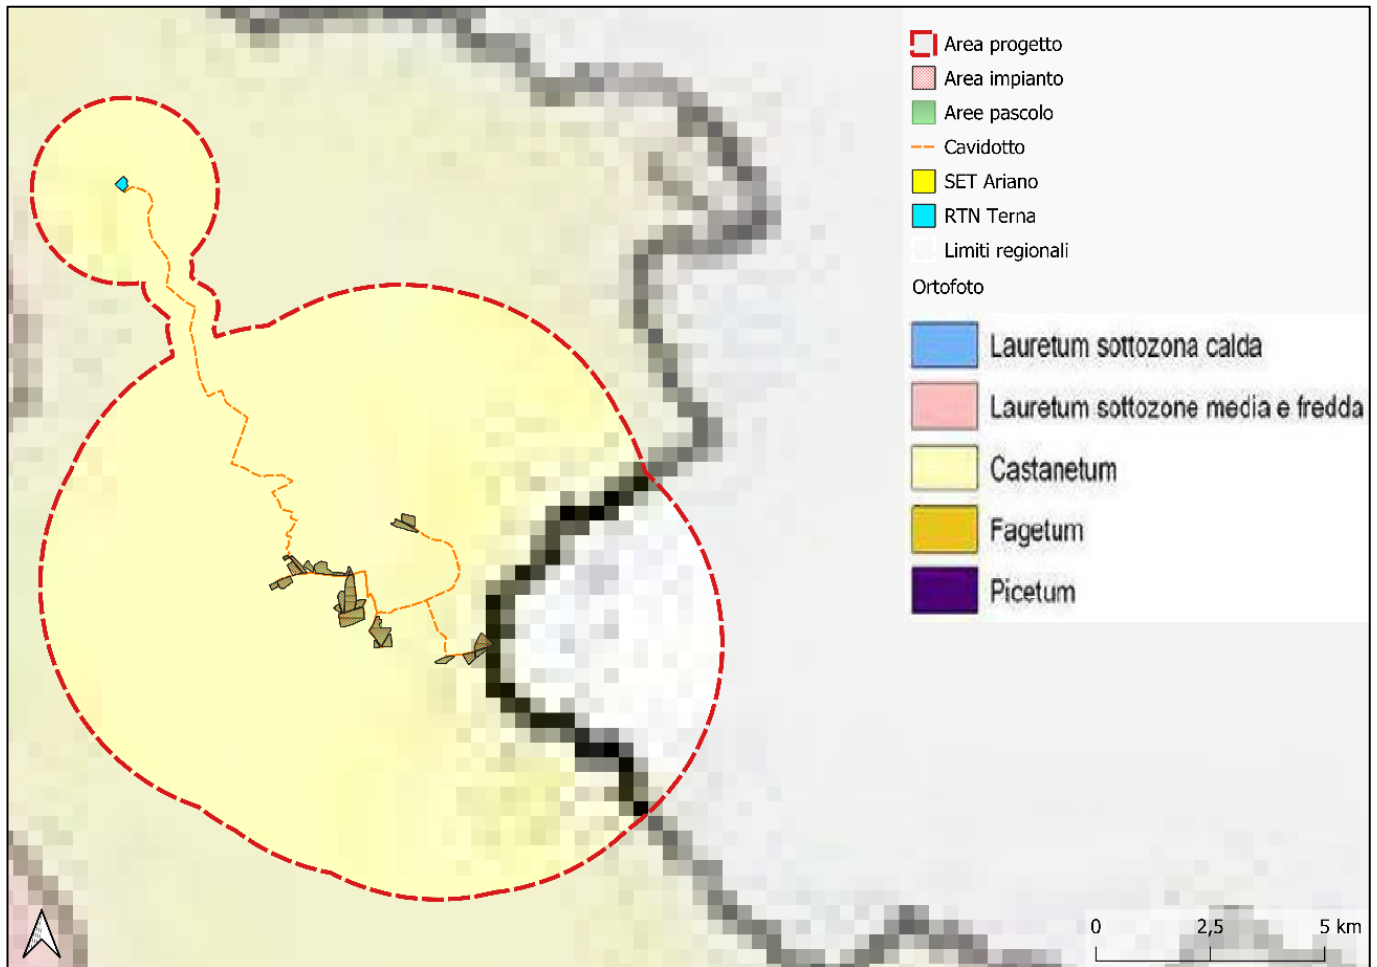 Area progetto
Area impianto
Aree pascolo
Cavidotto
SET Ariano
RTN Terna
Limiti regionali
Ortofoto
Lauretum sottozona calda
Lauretum sottozone media e fredda
Castanetum
Fagetum
Picetum
0 2,5 5 km